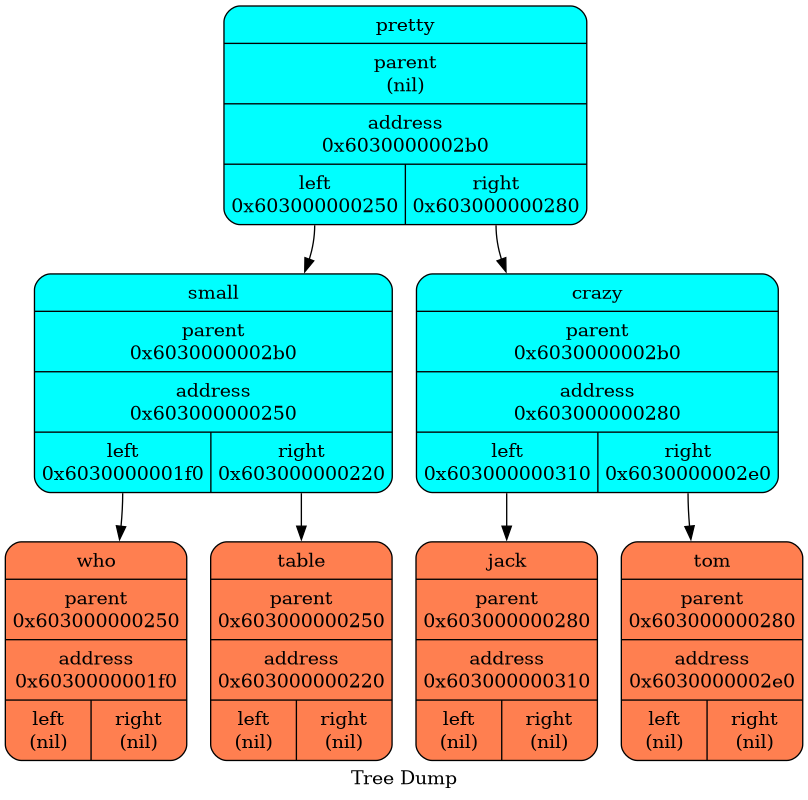 pretty
parent
(nil)
address
0x6030000002b0
left
0x603000000250
right
0x603000000280
small
parent
0x6030000002b0
address
0x603000000250
left
0x6030000001f0
right
0x603000000220
crazy
parent
0x6030000002b0
address
0x603000000280
left
0x603000000310
right
0x6030000002e0
who
parent
0x603000000250
address
0x6030000001f0
left
(nil)
right
(nil)
table
parent
0x603000000250
address
0x603000000220
left
(nil)
right
(nil)
jack
parent
0x603000000280
address
0x603000000310
left
(nil)
right
(nil)
tom
parent
0x603000000280
address
0x6030000002e0
left
(nil)
right
(nil)
Tree Dump